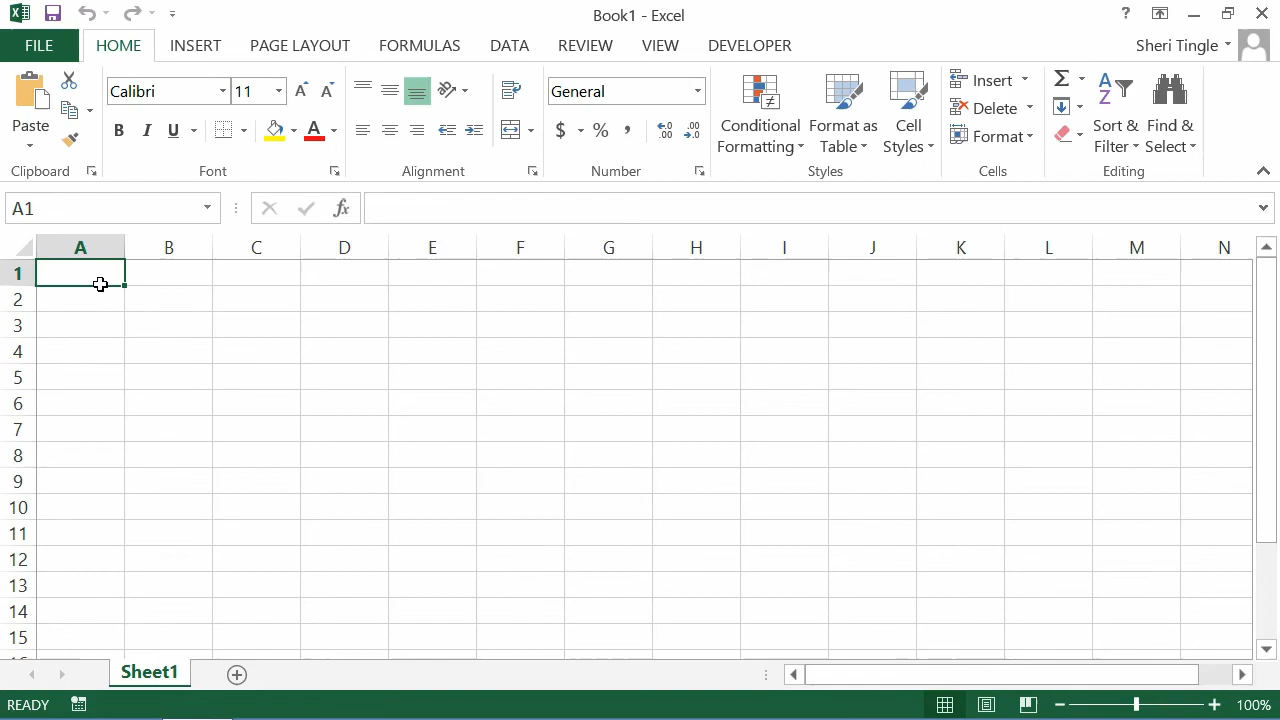 Book1 - Excel
?
FILE HOME INSERT PAGE LAYOUT FORMULAS DATA REVIEW VIEW DEVELOPER Sheri Tingle
Calibri 11 General Insert
Paste B I U A $ % , Conditional Formatting Format as Table Cell Styles Delete Sort & Filter Find & Select
Format
Clipboard Font Alignment Number Styles Cells Editing
A1 fx
A B C D E F G H I J K L M N
1
2
3
4
5
6
7
8
9
10
11
12
13
14
15
Sheet1
READY 100%